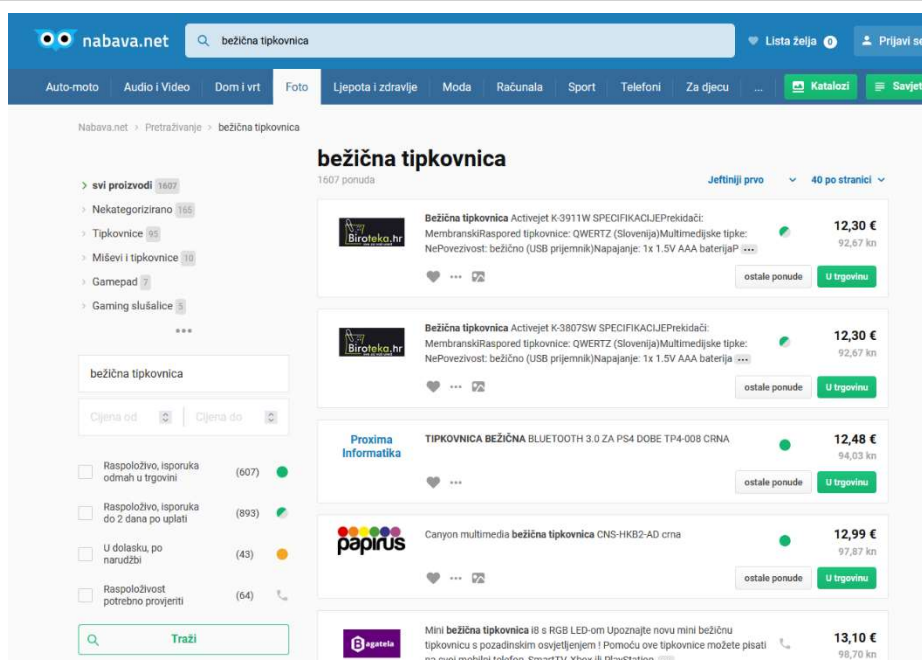 nabava.net
bežična tipkovnica
Lista želja 0
Prijavi se
Auto-moto Audio i Video Dom i vrt Foto Ljepota i zdravlje Moda Računala Sport Telefoni Za djecu ... Katalozi Savjet
Nabava.net > Pretraživanje > bežična tipkovnica
bežična tipkovnica
1607 ponuda
Jeftiniji prvo
40 po stranici
svi proizvodi 1607
Nekategorizirano 165
Tipkovnice 95
Miševi i tipkovnice 10
Gamepad 7
Gaming slušalice 5
bežična tipkovnica
Cijena od Cijena do
Raspoloživo, isporuka
odmah u trgovini
(607)
Raspoloživo, isporuka
do 2 dana po uplati
(893)
U dolasku, po
narudžbi
(43)
Raspoloživost
potrebno provjeriti
(64)
Traži
Biroteka.hr
Bežična tipkovnica Activejet K-3911W SPECIFIKACIJEPrekidači:
MembranskiRaspored tipkovnice: QWERTZ (Slovenija)Multimedijske tipke:
NePovezivost: bežično (USB prijemnik)Napajanje: 1x 1.5V AAA baterijaP ...
12,30 €
92,67 kn
ostale ponude
U trgovinu
Biroteka.hr
Bežična tipkovnica Activejet K-3807SW SPECIFIKACIJEPrekidači:
MembranskiRaspored tipkovnice: QWERTZ (Slovenija)Multimedijske tipke:
NePovezivost: bežično (USB prijemnik)Napajanje: 1x 1.5V AAA baterija ...
12,30 €
92,67 kn
ostale ponude
U trgovinu
Proxima
Informatika
TIPKOVNICA BEŽIČNA BLUETOOTH 3.0 ZA PS4 DOBE TP4-008 CRNA
12,48 €
94,03 kn
ostale ponude
U trgovinu
papirus
Canyon multimedia bežična tipkovnica CNS-HKB2-AD crna
12,99 €
97,87 kn
ostale ponude
U trgovinu
Bagatela
Mini bežična tipkovnica i8 s RGB LED-om Upoznajte novu mini bežičnu
tipkovnicu s pozadinskim osvjetljenjem ! Pomoću ove tipkovnice možete pisati
na svoj mobilni telefon, SmartTV, Xbox ili PlayStation ...
13,10 €
98,70 kn